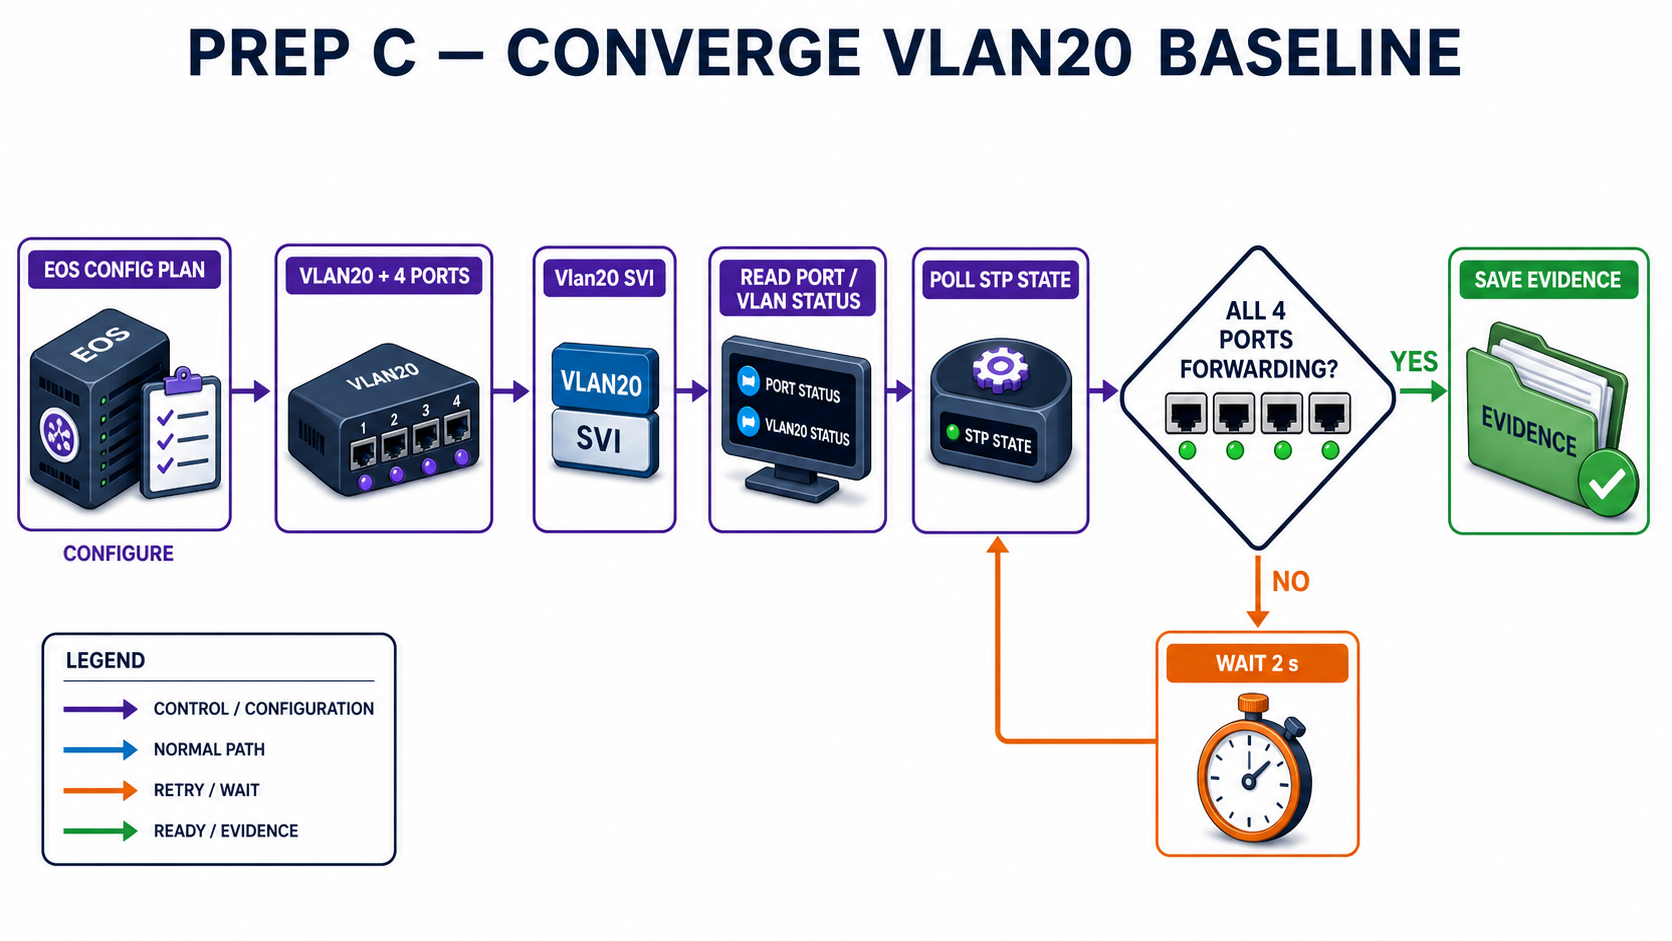 PREP C — CONVERGE VLAN20 BASELINE
EOS CONFIG PLAN
EOS
CONFIGURE
VLAN20 + 4 PORTS
VLAN20
1 2 3 4
Vlan20 SVI
VLAN20
SVI
READ PORT /
VLAN STATUS
PORT STATUS
VLAN20 STATUS
POLL STP STATE
STP STATE
ALL 4
PORTS
FORWARDING?
YES
SAVE EVIDENCE
EVIDENCE
NO
WAIT 2 s
LEGEND
CONTROL / CONFIGURATION
NORMAL PATH
RETRY / WAIT
READY / EVIDENCE